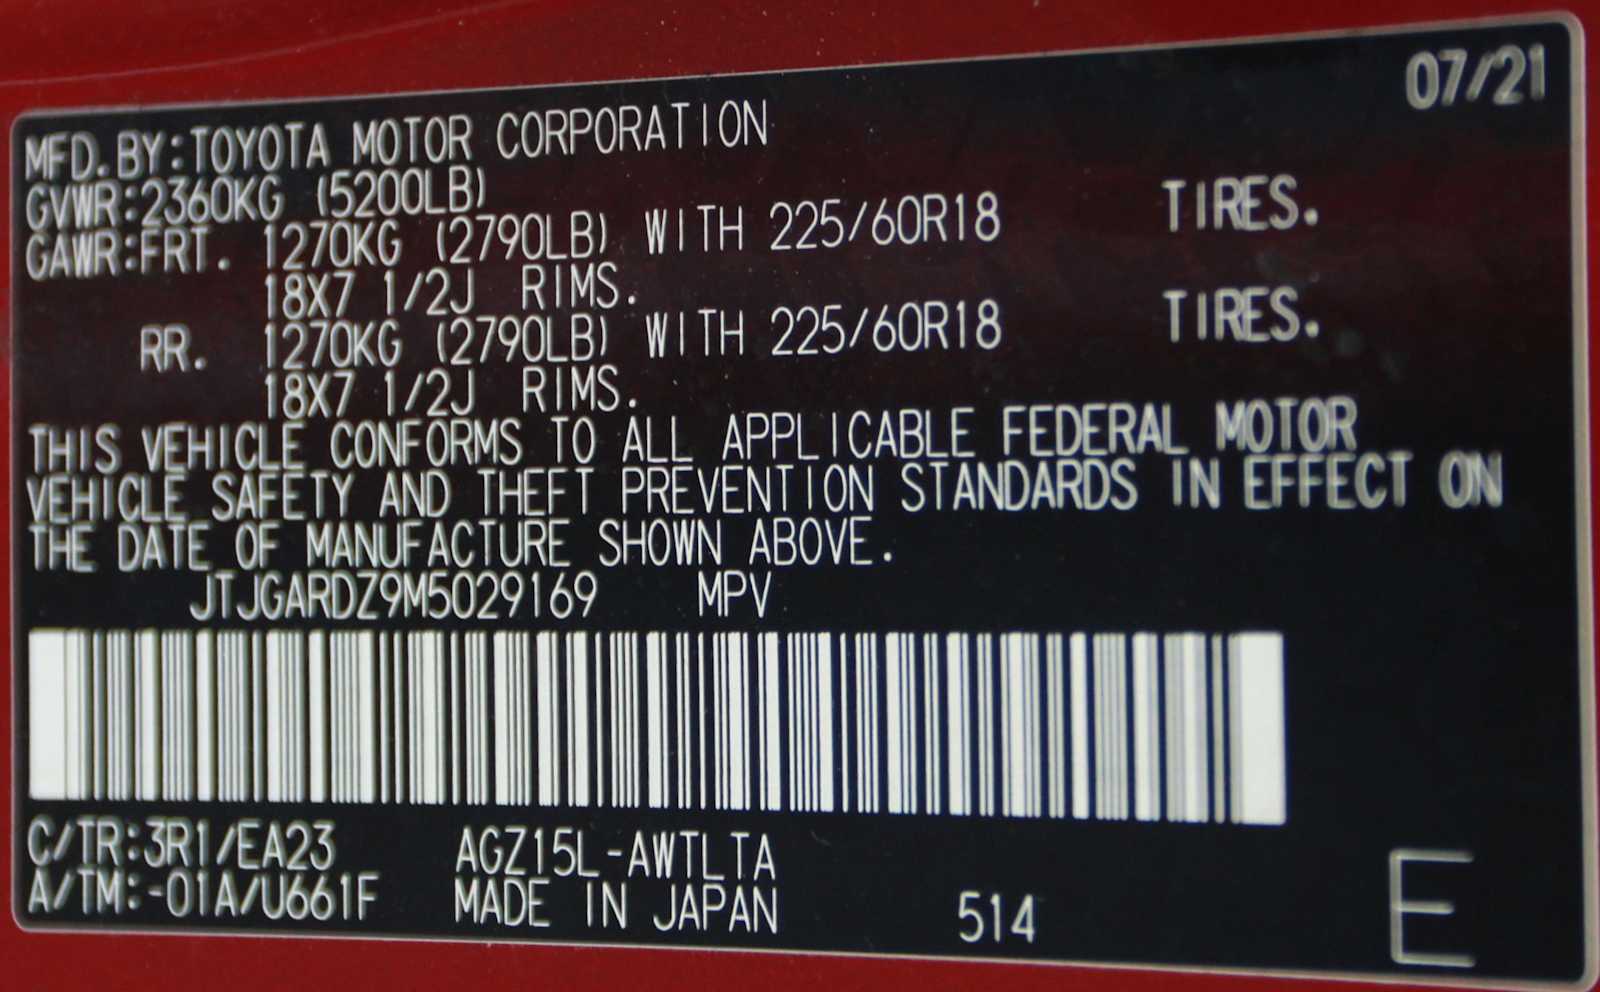 07/21
MFD.BY:TOYOTA MOTOR CORPORATION
GVWR:2360KG (5200LB)
GAWR:FRT. 1270KG (2790LB) WITH 225/60R18 TIRES.
18X7 1/2J RIMS.
RR. 1270KG (2790LB) WITH 225/60R18 TIRES.
18X7 1/2J RIMS.
THIS VEHICLE CONFORMS TO ALL APPLICABLE FEDERAL MOTOR
VEHICLE SAFETY AND THEFT PREVENTION STANDARDS IN EFFECT ON
THE DATE OF MANUFACTURE SHOWN ABOVE.
JTJGARDZ9M5029169 MPV
C/TR:3R1/EA23 AGZ15L-AWTLTA
A/TM:-01A/U661F MADE IN JAPAN 514 E